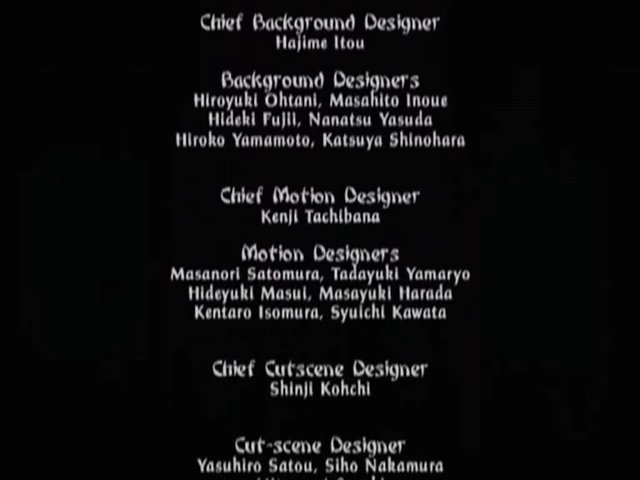 Chief Background Designer
Hajime Itou
Background Designers
Hiroyuki Ohtani, Masahito Inoue
Hideki Fujii, Nanatsu Yasuda
Hiroko Yamamoto, Katsuya Shinohara
Chief Motion Designer
Kenji Tachibana
Motion Designers
Masanori Satomura, Tadayuki Yamaryo
Hideyuki Masui, Masayuki Harada
Kentaro Isomura, Syuichi Kawata
Chief Cutscene Designer
Shinji Kohchi
Cut-scene Designer
Yasuhiro Satou, Siho Nakamura